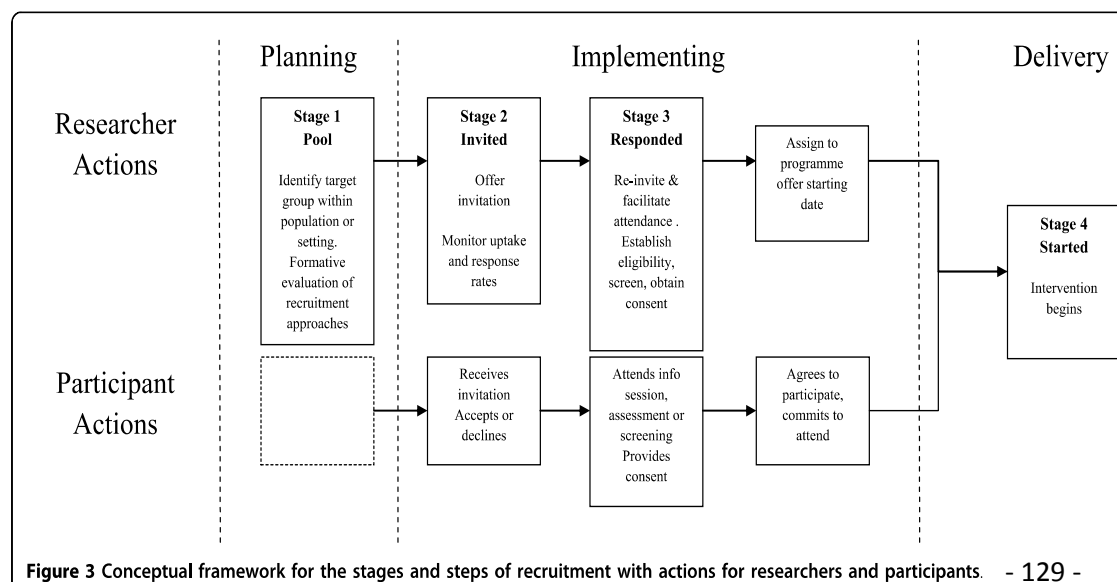 Planning
Implementing
Delivery
Researcher
Actions
Stage 1
Pool
Identify target
group within
population or
setting.
Formative
evaluation of
recruitment
approaches
Stage 2
Invited
Offer
invitation
Monitor uptake
and response
rates
Stage 3
Responded
Re-invite &
facilitate
attendance .
Establish
eligibility,
screen, obtain
consent
Assign to
programme
offer starting
date
Stage 4
Started
Intervention
begins
Participant
Actions
Receives
invitation
Accepts or
declines
Attends info
session,
assessment or
screening
Provides
consent
Agrees to
participate,
commits to
attend
Figure 3 Conceptual framework for the stages and steps of recruitment with actions for researchers and participants. - 129 -